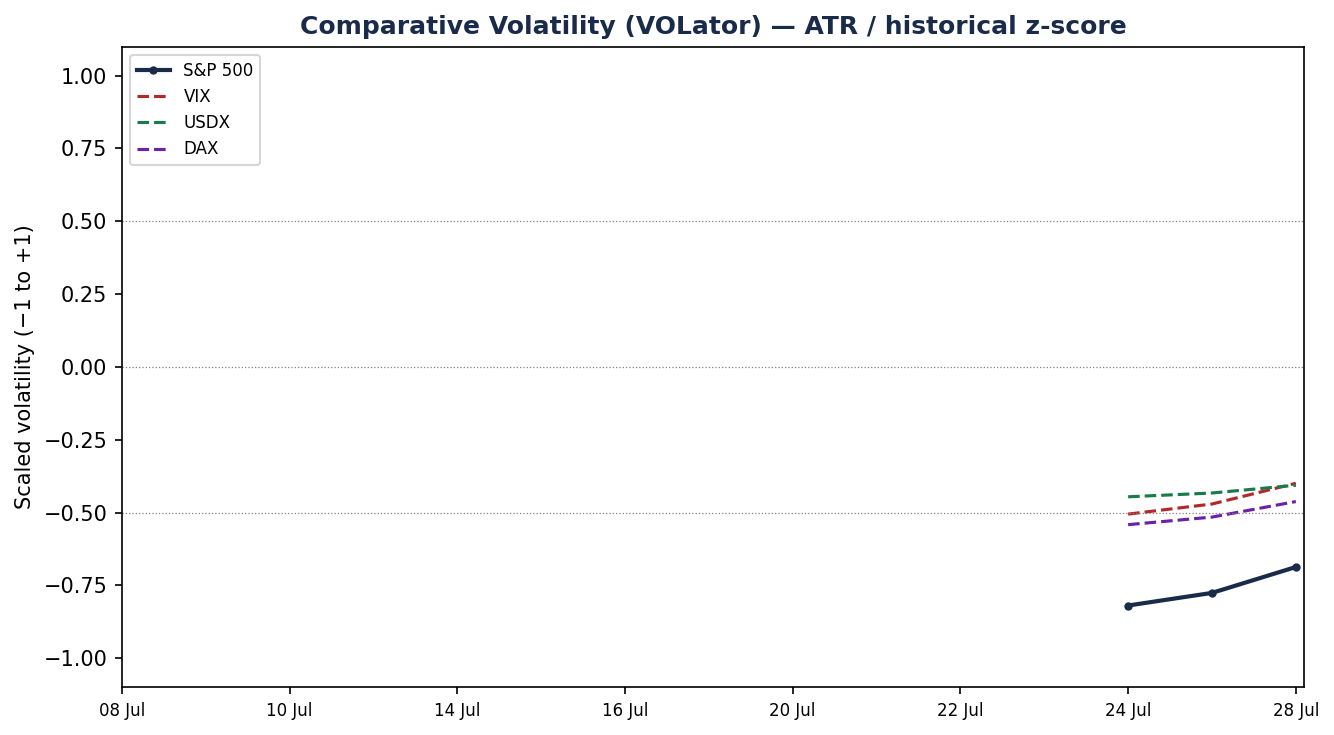 Comparative Volatility (VOLator) — ATR / historical z-score
Scaled volatility (−1 to +1)
1.00
0.75
0.50
0.25
0.00
−0.25
−0.50
−0.75
−1.00
S&P 500
VIX
USDX
DAX
08 Jul
10 Jul
14 Jul
16 Jul
20 Jul
22 Jul
24 Jul
28 Jul